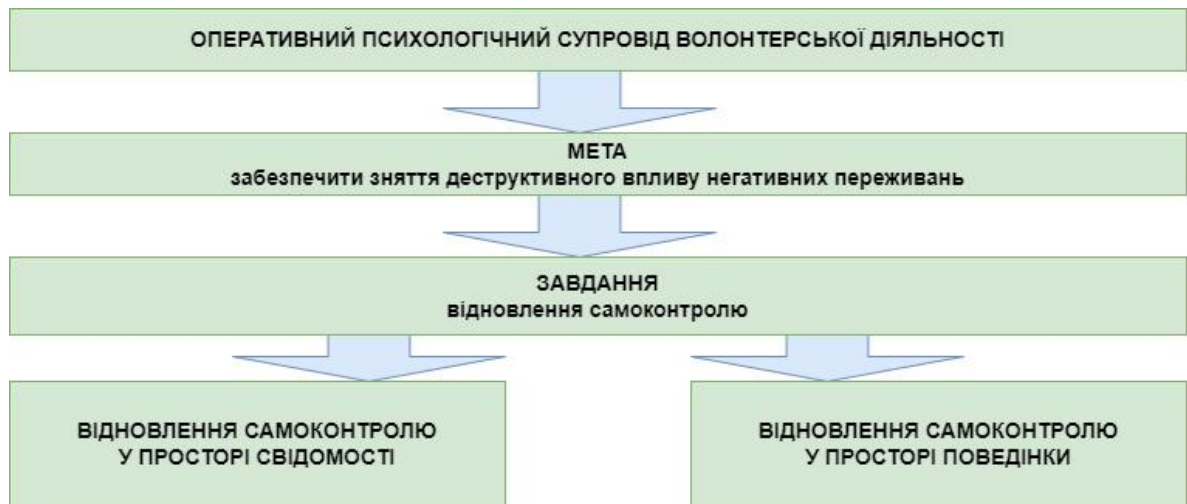 ОПЕРАТИВНИЙ ПСИХОЛОГІЧНИЙ СУПРОВІД ВОЛОНТЕРСЬКОЇ ДІЯЛЬНОСТІ
МЕТА
забезпечити зняття деструктивного впливу негативних переживань
ЗАВДАННЯ
відновлення самоконтролю
ВІДНОВЛЕННЯ САМОКОНТРОЛЮ
У ПРОСТОРІ СВІДОМОСТІ
ВІДНОВЛЕННЯ САМОКОНТРОЛЮ
У ПРОСТОРІ ПОВЕДІНКИ